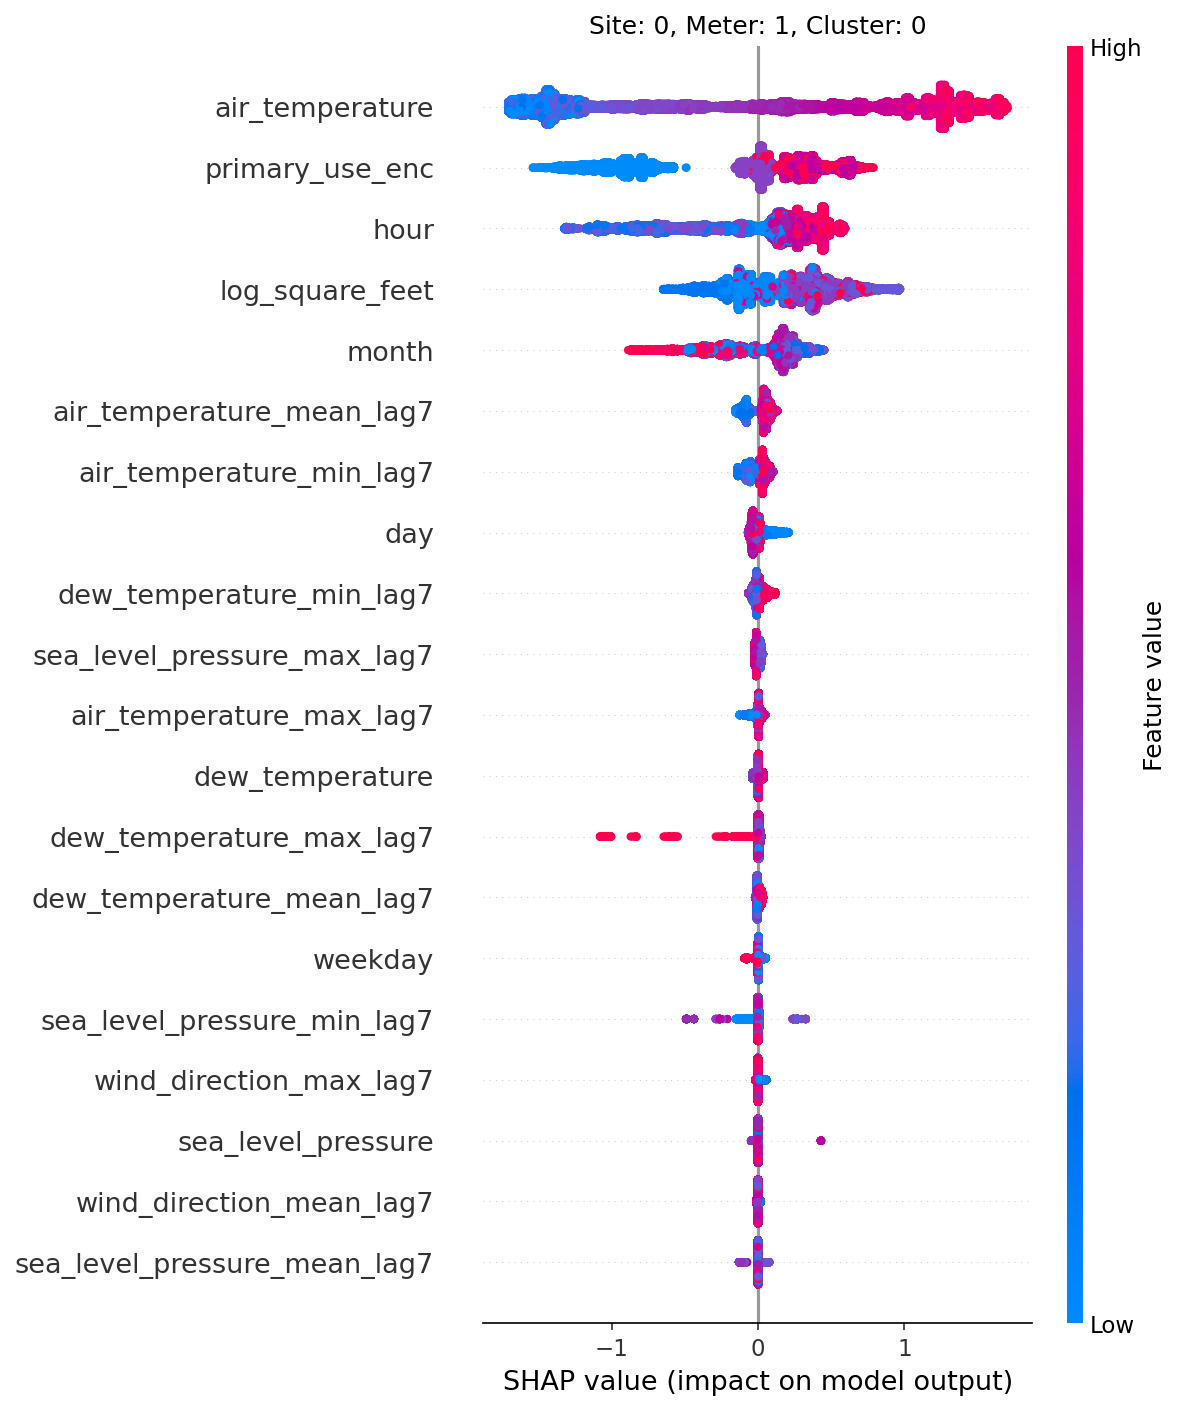 Site: 0, Meter: 1, Cluster: 0
High
air_temperature
primary_use_enc
hour
log_square_feet
month
air_temperature_mean_lag7
air_temperature_min_lag7
day
dew_temperature_min_lag7
sea_level_pressure_max_lag7
air_temperature_max_lag7
dew_temperature
dew_temperature_max_lag7
dew_temperature_mean_lag7
weekday
sea_level_pressure_min_lag7
wind_direction_max_lag7
sea_level_pressure
wind_direction_mean_lag7
sea_level_pressure_mean_lag7
Feature value
Low
−1 0 1
SHAP value (impact on model output)